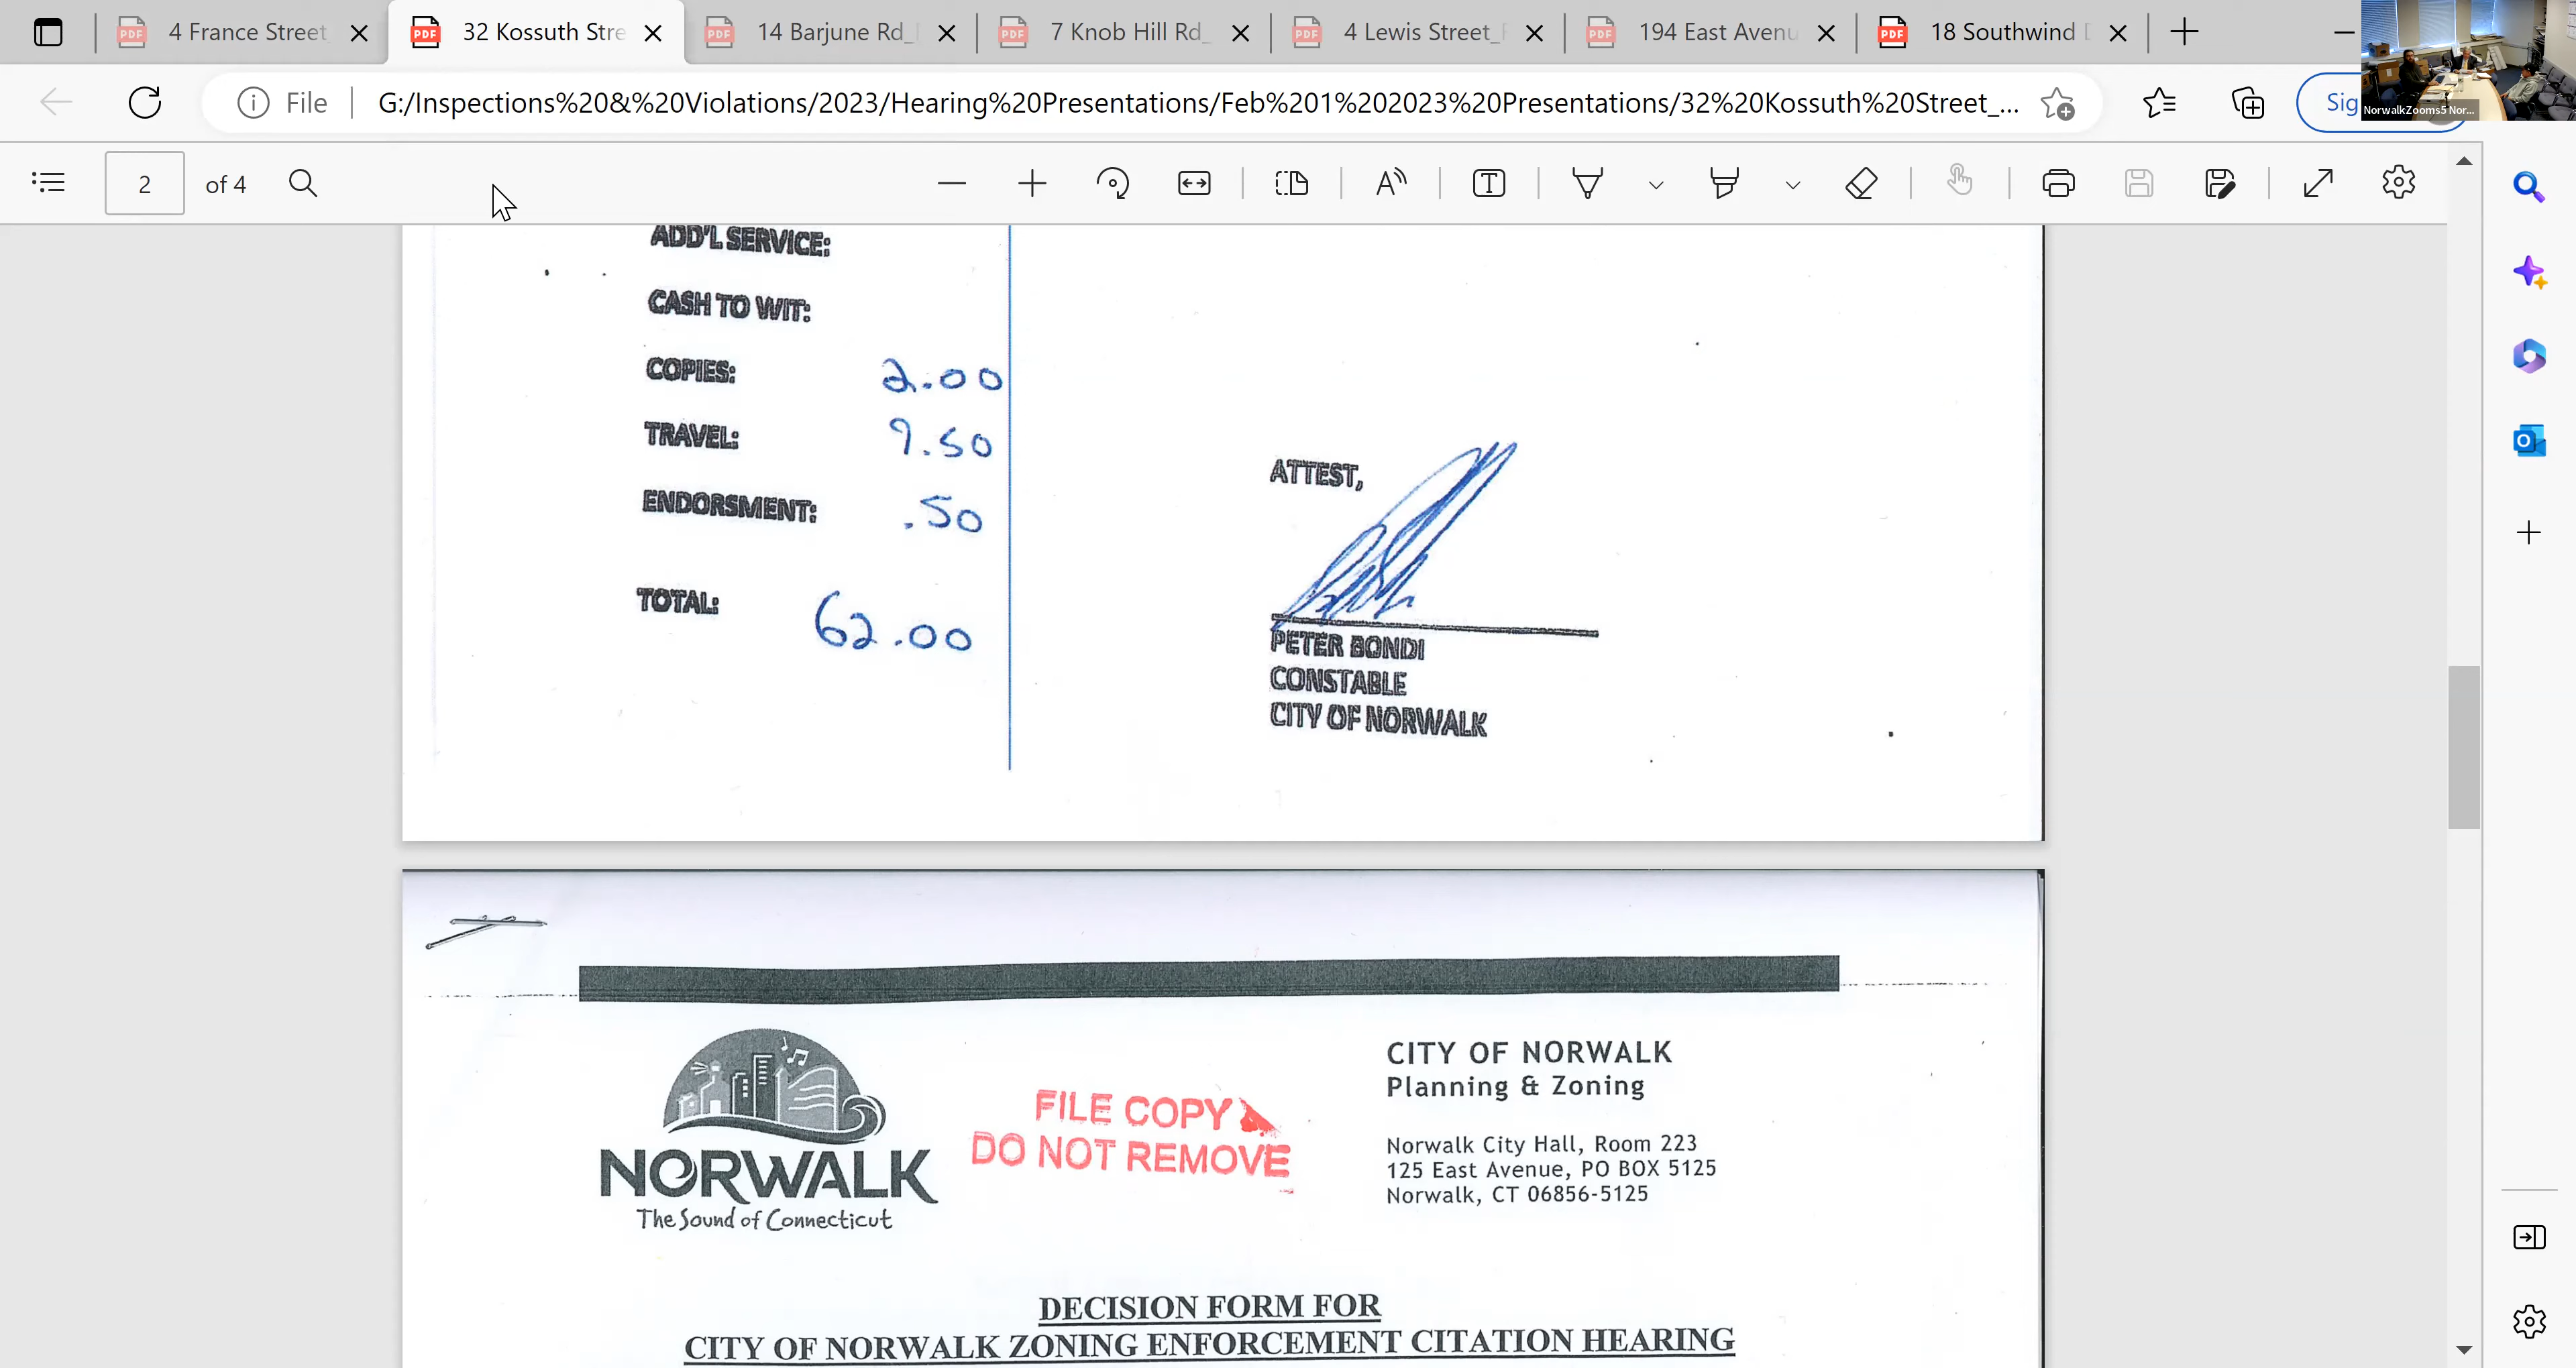 4 France Street
32 Kossuth Stre
14 Barjune Rd_
7 Knob Hill Rd_
4 Lewis Street_
194 East Avenu
18 Southwind
File
G:/Inspections%20&%20Violations/2023/Hearing%20Presentations/Feb%201%202023%20Presentations/32%20Kossuth%20Street_...
Sig
NorwalkZooms5 Nor...
2 of 4
ADD'L SERVICE:
CASH TO WIT:
COPIES: 2.00
TRAVEL: 9.50
ENDORSMENT: .50
TOTAL: 62.00
ATTEST,
PETER BONDI
CONSTABLE
CITY OF NORWALK
NORWALK
The Sound of Connecticut
FILE COPY
DO NOT REMOVE
CITY OF NORWALK
Planning & Zoning
Norwalk City Hall, Room 223
125 East Avenue, PO BOX 5125
Norwalk, CT 06856-5125
DECISION FORM FOR
CITY OF NORWALK ZONING ENFORCEMENT CITATION HEARING